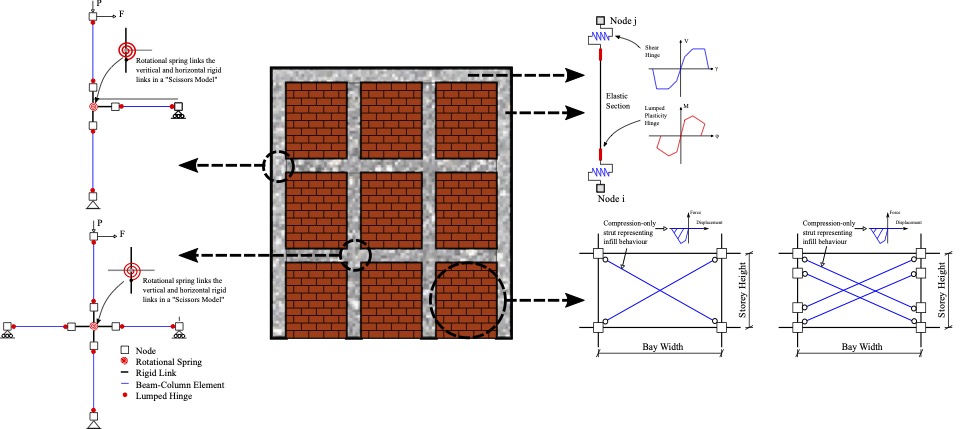 P
F
Rotational spring links the
veritical and horizontal rigid
links in a "Scissors Model"
P
F
Rotational spring links the
vertical and horizontal rigid
links in a "Scissors Model"
Node
Rotational Spring
Rigid Link
Beam-Column Element
Lumped Hinge
Node j
Shear
Hinge
V
γ
Elastic
Section
Lumped
Plasticity
Hinge
M
φ
Node i
Compression-only
strut representing
infill behaviour
Force
Displacement
Storey Height
Bay Width
Compression-only
strut representing
infill behaviour
Force
Displacement
Storey Height
Bay Width